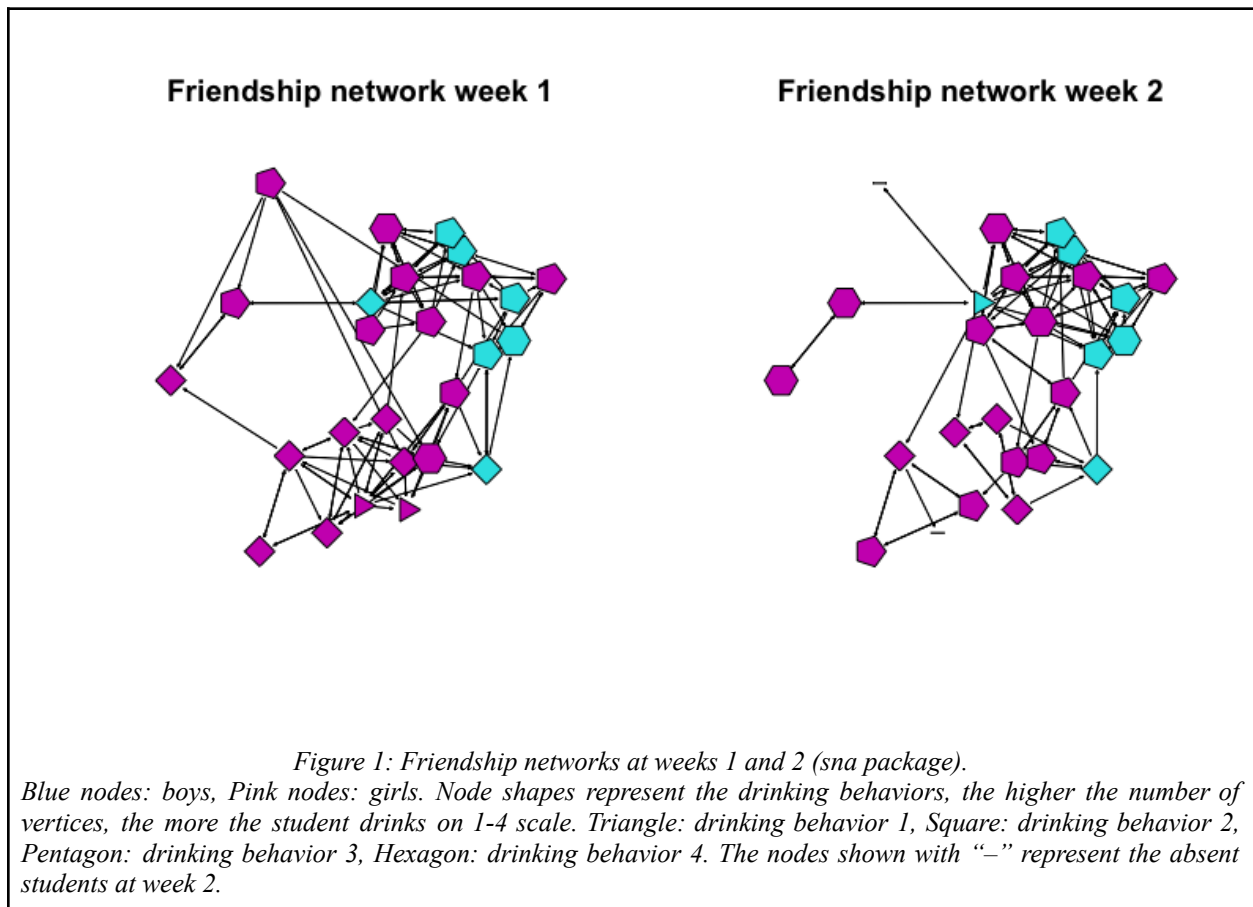 Friendship network week 1
Friendship network week 2
Figure 1: Friendship networks at weeks 1 and 2 (sna package).
Blue nodes: boys, Pink nodes: girls. Node shapes represent the drinking behaviors, the higher the number of
vertices, the more the student drinks on 1-4 scale. Triangle: drinking behavior 1, Square: drinking behavior 2,
Pentagon: drinking behavior 3, Hexagon: drinking behavior 4. The nodes shown with “–” represent the absent
students at week 2.